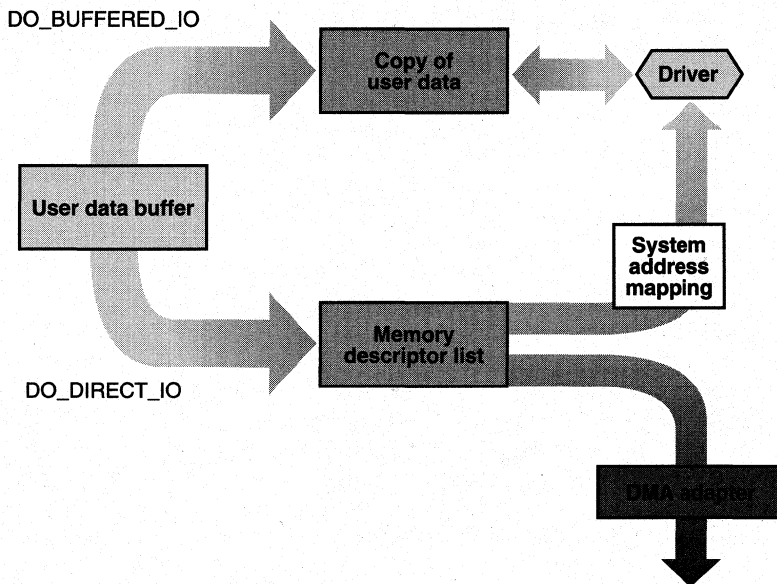 DO_BUFFERED_IO
Copy of
user data
Driver
User data buffer
System
address
mapping
Memory
descriptor list
DO_DIRECT_IO
DMA adapter